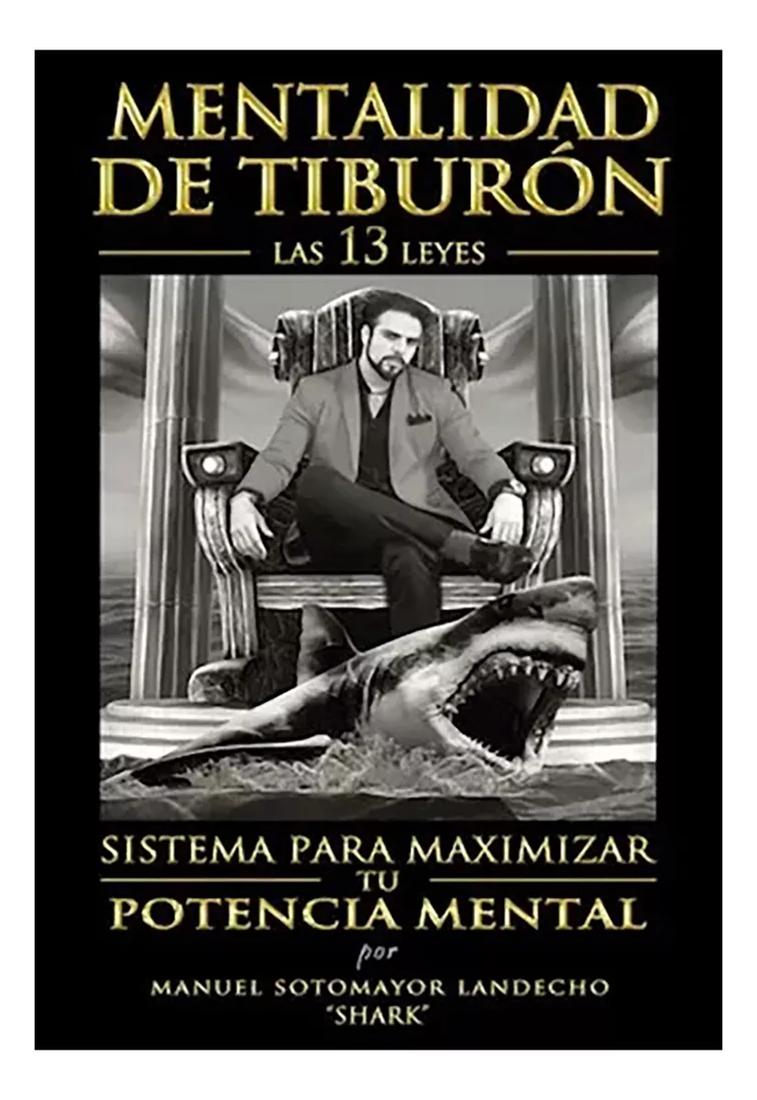 MENTALIDAD
DE TIBURÓN
LAS 13 LEYES
SISTEMA PARA MAXIMIZAR
TU
POTENCIA MENTAL
por
MANUEL SOTOMAYOR LANDECHO
"SHARK"